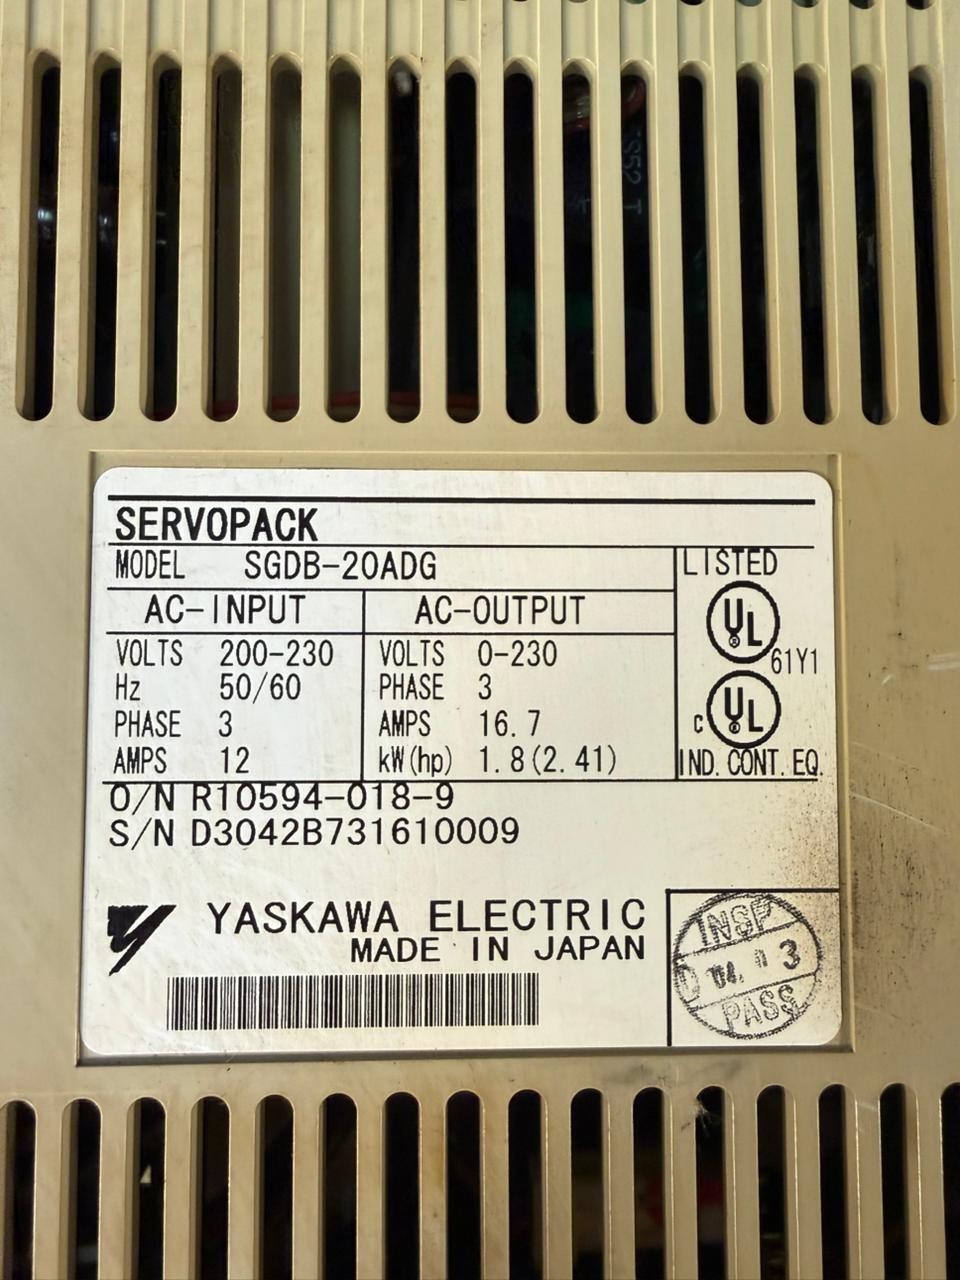 SERVOPACK
MODEL SGDB-20ADG
AC-INPUT
VOLTS 200-230
Hz 50/60
PHASE 3
AMPS 12
AC-OUTPUT
VOLTS 0-230
PHASE 3
AMPS 16.7
kW(hp) 1.8(2.41)
LISTED
UL
61Y1
c UL
IND. CONT. EQ.
O/N R10594-018-9
S/N D3042B731610009
YASKAWA ELECTRIC
MADE IN JAPAN
INSP
PASS